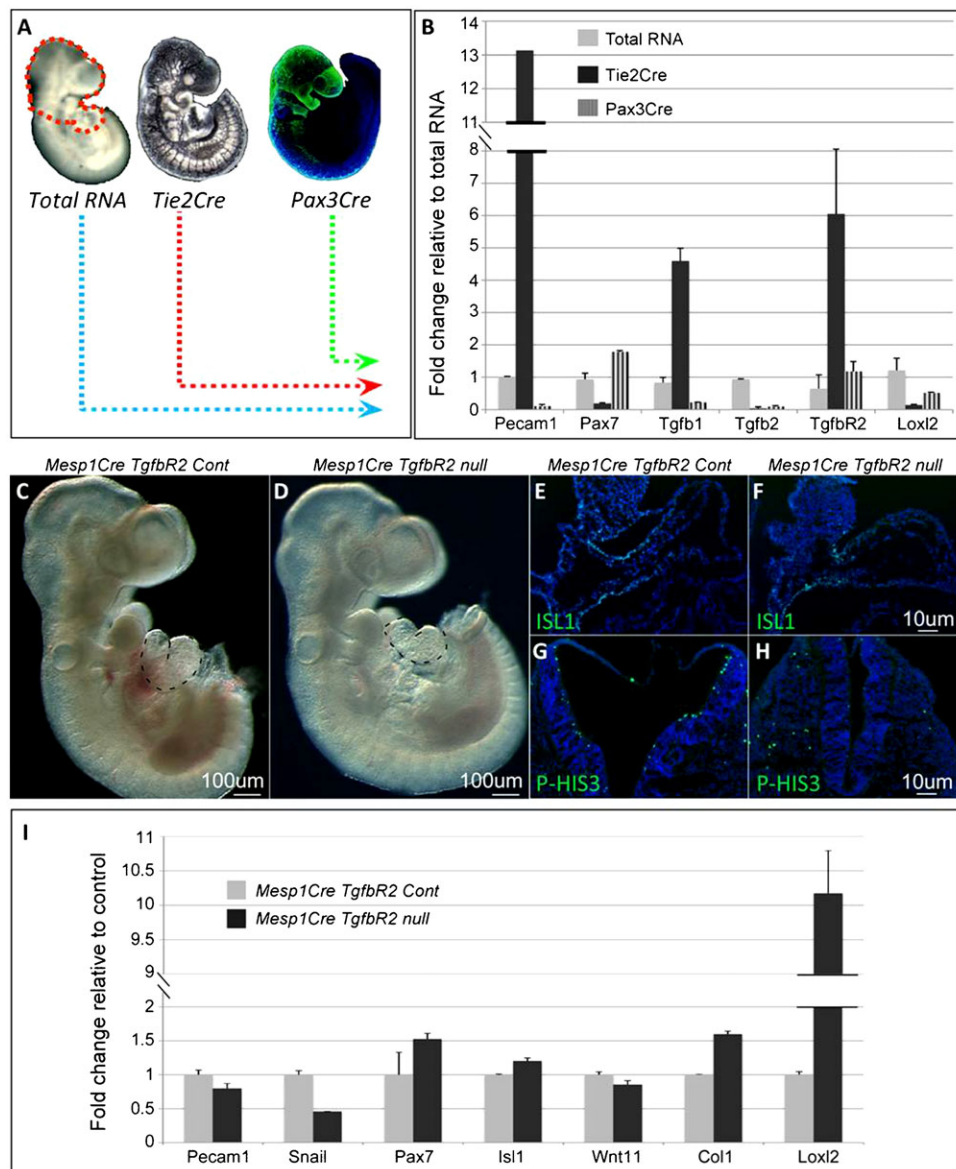 A
Total RNA
Tie2Cre
Pax3Cre
B
Fold change relative to total RNA
14
13
12
11
8
7
6
5
4
3
2
1
0
Total RNA
Tie2Cre
Pax3Cre
Pecam1
Pax7
Tgfb1
Tgfb2
TgfbR2
Loxl2
Mesp1Cre TgfbR2 Cont
Mesp1Cre TgfbR2 null
Mesp1Cre TgfbR2 Cont
Mesp1Cre TgfbR2 null
C
100um
D
100um
E
ISL1
F
ISL1
10um
G
P-HIS3
H
P-HIS3
10um
I
Fold change relative to control
11
10.5
10
9.5
9
2
1.5
1
0.5
0
Mesp1Cre TgfbR2 Cont
Mesp1Cre TgfbR2 null
Pecam1
Snail
Pax7
Isl1
Wnt11
Col1
Loxl2